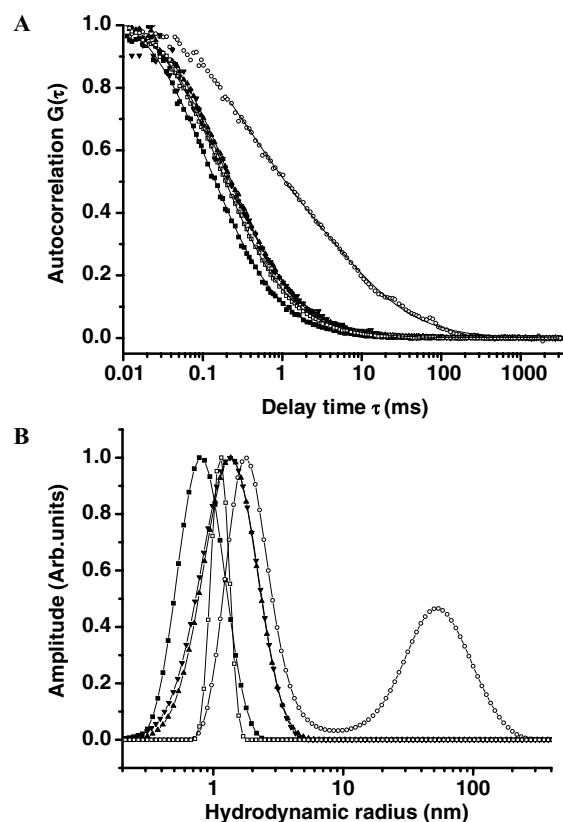 A
1.0
0.8
0.6
0.4
0.2
0.0
Autocorrelation G(τ)
0.01 0.1 1 10 100 1000
Delay time τ (ms)
B
1.0
0.8
0.6
0.4
0.2
0.0
Amplitude (Arb.units)
1 10 100
Hydrodynamic radius (nm)